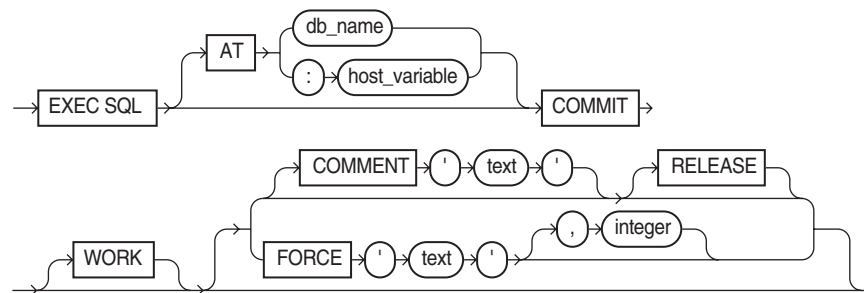 db_name
AT
: host_variable
EXEC SQL COMMIT
COMMENT ' text ' RELEASE
, integer
WORK FORCE ' text '